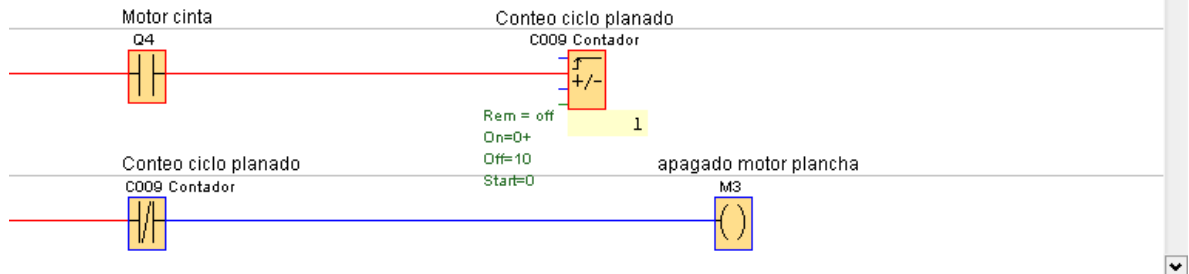 Motor cinta
Conteo ciclo planado
Q4
C009 Contador
+/-
Rem = off
1
On=0+
Off=10
Start=0
Conteo ciclo planado
apagado motor plancha
C009 Contador
M3